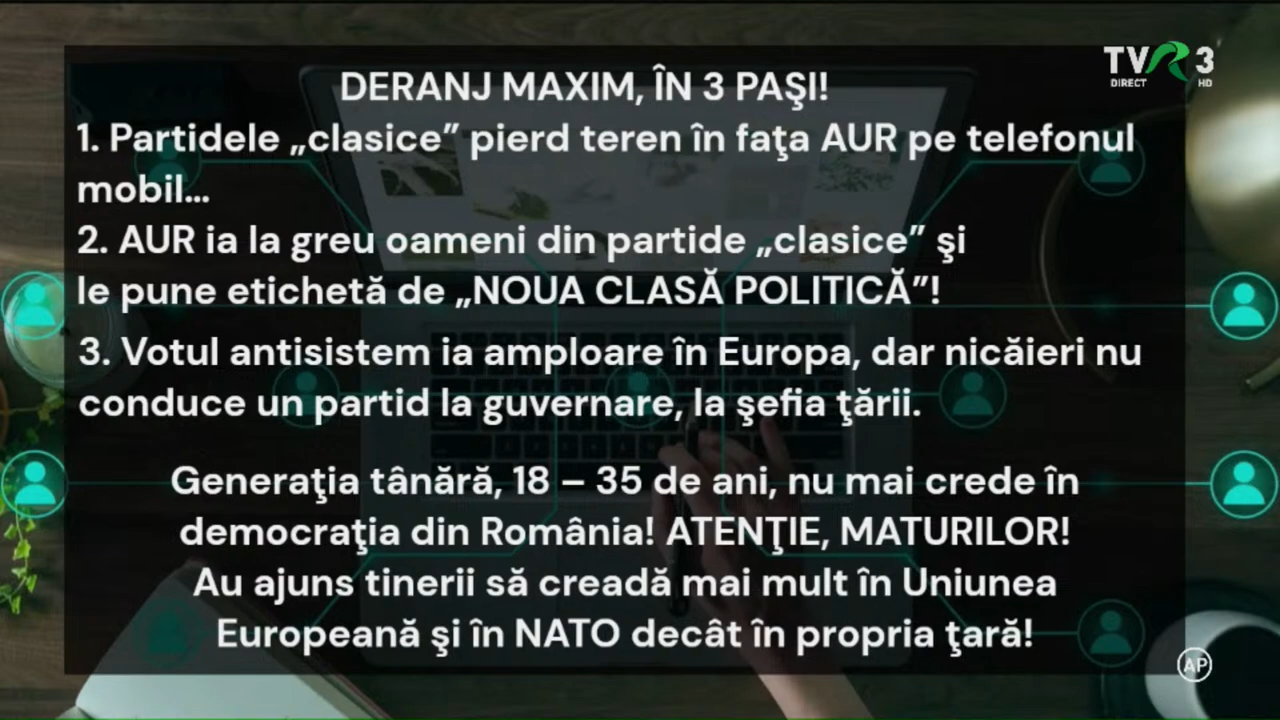 TVR 3
DIRECT
HD
DERANJ MAXIM, ÎN 3 PAŞI!
1. Partidele „clasice” pierd teren în faţa AUR pe telefonul
mobil...
2. AUR ia la greu oameni din partide „clasice” şi
le pune etichetă de „NOUA CLASĂ POLITICĂ”!
3. Votul antisistem ia amploare în Europa, dar nicăieri nu
conduce un partid la guvernare, la şefia ţării.
Generaţia tânără, 18 – 35 de ani, nu mai crede în
democraţia din România! ATENŢIE, MATURILOR!
Au ajuns tinerii să creadă mai mult în Uniunea
Europeană şi în NATO decât în propria ţară!
AP